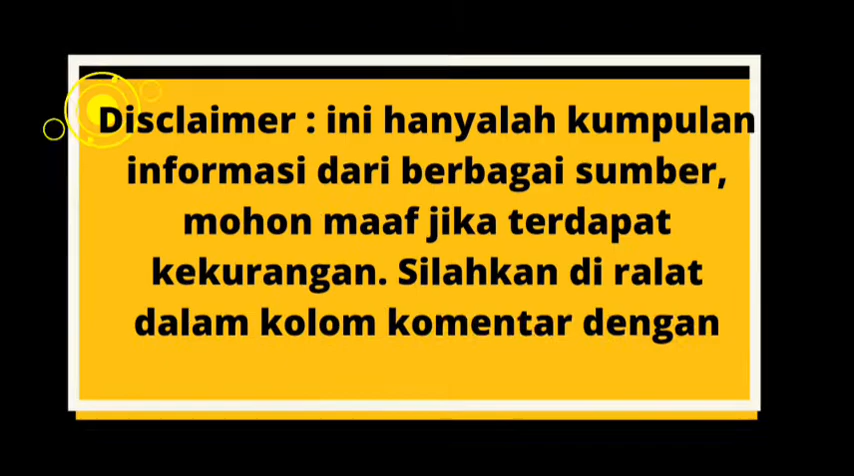 Disclaimer : ini hanyalah kumpulan
informasi dari berbagai sumber,
mohon maaf jika terdapat
kekurangan. Silahkan di ralat
dalam kolom komentar dengan